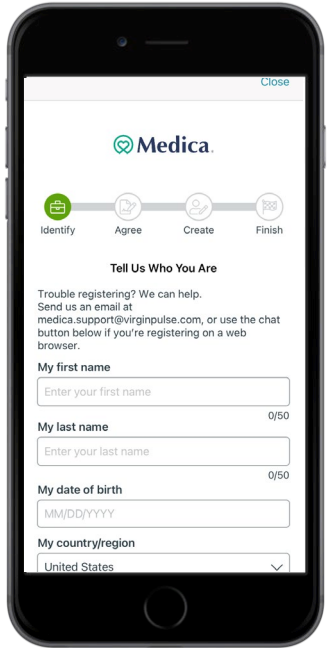 Close
Medica.
Identify Agree Create Finish
Tell Us Who You Are
Trouble registering? We can help.
Send us an email at
medica.support@virginpulse.com, or use the chat
button below if you're registering on a web
browser.
My first name
Enter your first name
0/50
My last name
Enter your last name
0/50
My date of birth
MM/DD/YYYY
My country/region
United States